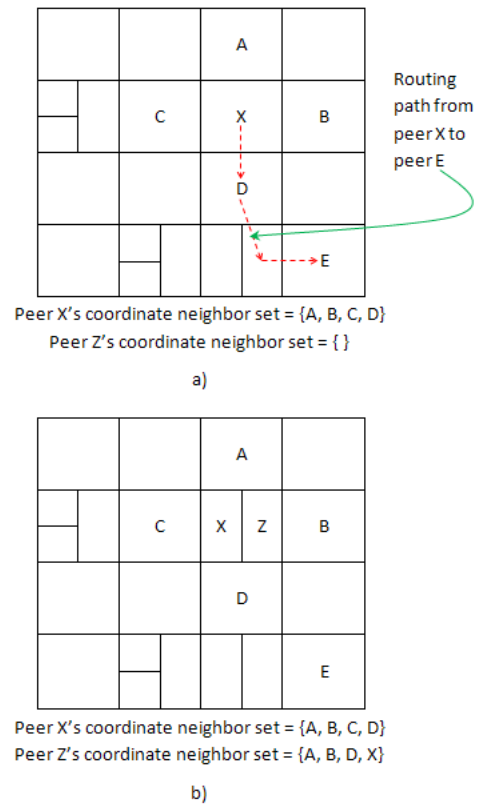 A
C
X
B
D
E
Routing
path from
peer X to
peer E
Peer X's coordinate neighbor set = {A, B, C, D}
Peer Z's coordinate neighbor set = { }
a)
A
C
X
Z
B
D
E
Peer X's coordinate neighbor set = {A, B, C, D}
Peer Z's coordinate neighbor set = {A, B, D, X}
b)